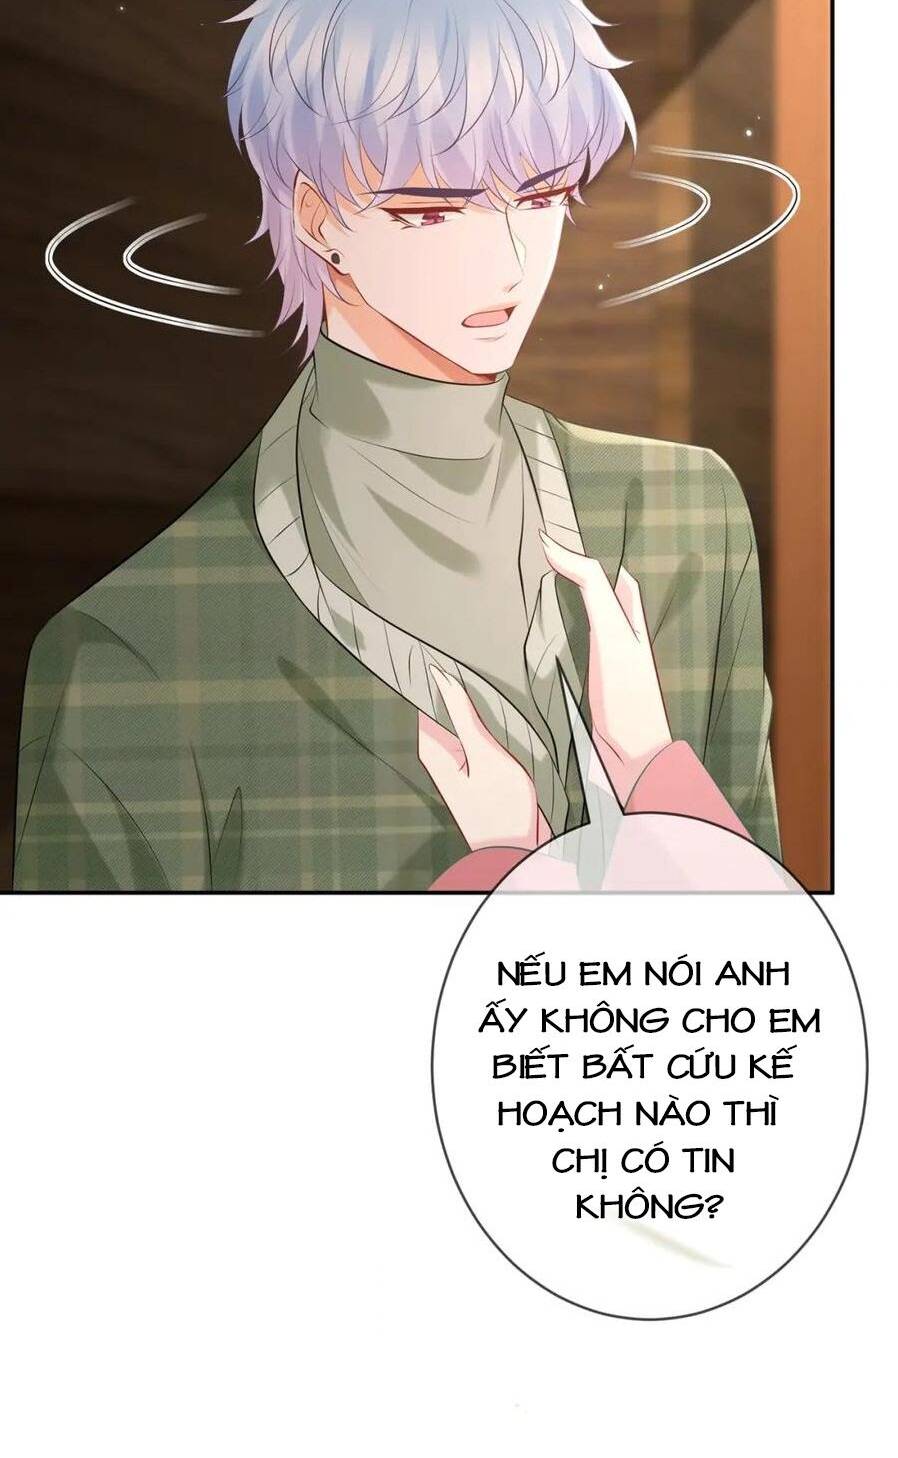 NẾU EM NÓI ANH
ẤY KHÔNG CHO EM
BIẾT BẤT CỨU KẾ
HOẠCH NÀO THÌ
CHỊ CÓ TIN
KHÔNG?